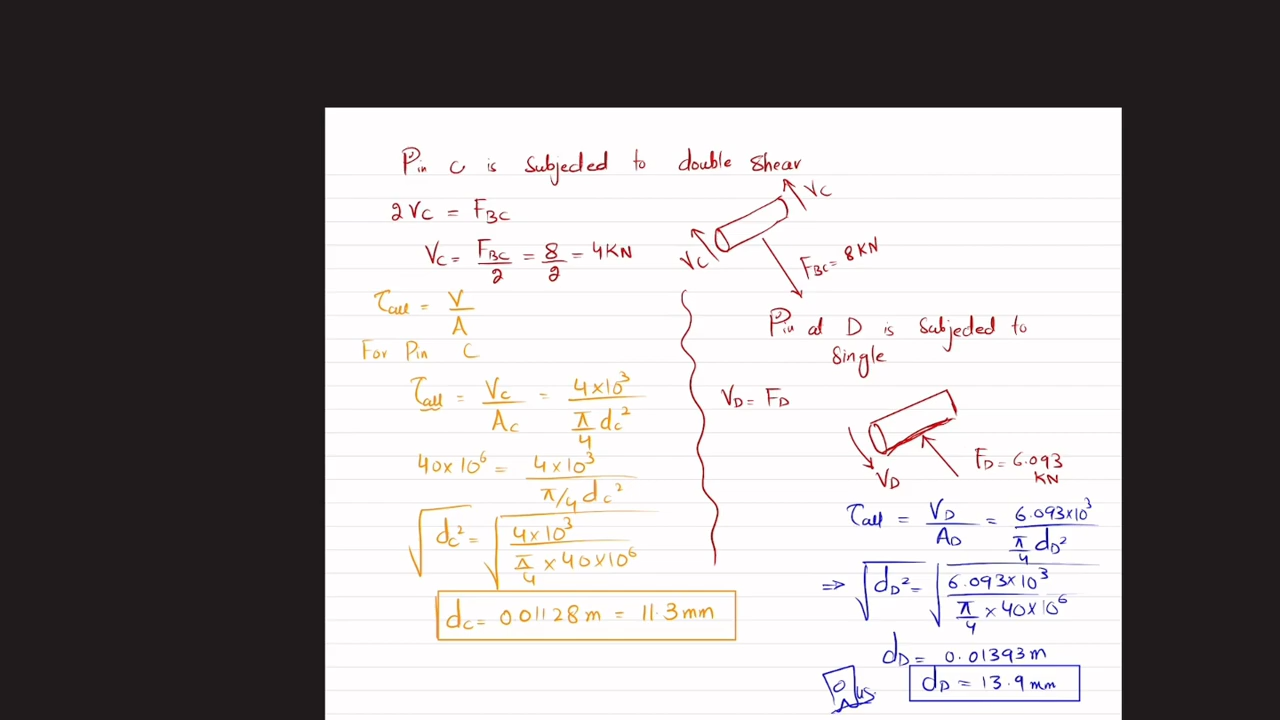 Pin C is subjected to double shear
2Vc = FBC
Vc = FBC/2 = 8/2 = 4KN
Vc
Vc
FBC = 8KN
τall = V/A
For Pin C
τall = Vc/Ac = 4×10³/(π/4 dc²)
40×10⁶ = 4×10³/(π/4 dc²)
√dc² = √(4×10³/(π/4 × 40×10⁶))
dc = 0.01128 m = 11.3 mm
Pin at D is subjected to
single
VD = FD
VD
FD = 6.093
KN
τall = VD/AD = 6.093×10³/(π/4 dD²)
⇒ √dD² = √(6.093×10³/(π/4 × 40×10⁶))
dD = 0.01393m
dD = 13.9 mm